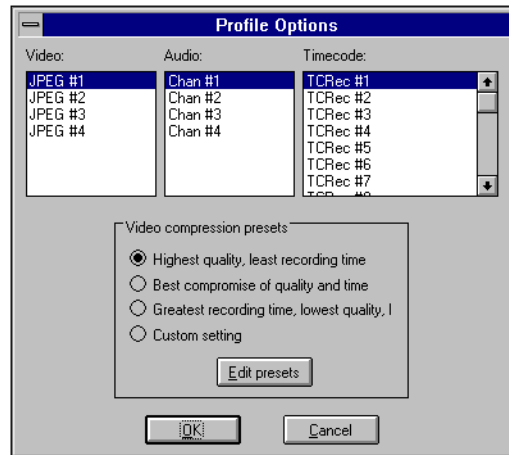 Profile Options
Video:
JPEG #1
JPEG #2
JPEG #3
JPEG #4
Audio:
Chan #1
Chan #2
Chan #3
Chan #4
Timecode:
TCRec #1
TCRec #2
TCRec #3
TCRec #4
TCRec #5
TCRec #6
TCRec #7
Video compression presets
Highest quality, least recording time
Best compromise of quality and time
Greatest recording time, lowest quality, l
Custom setting
Edit presets
OK
Cancel